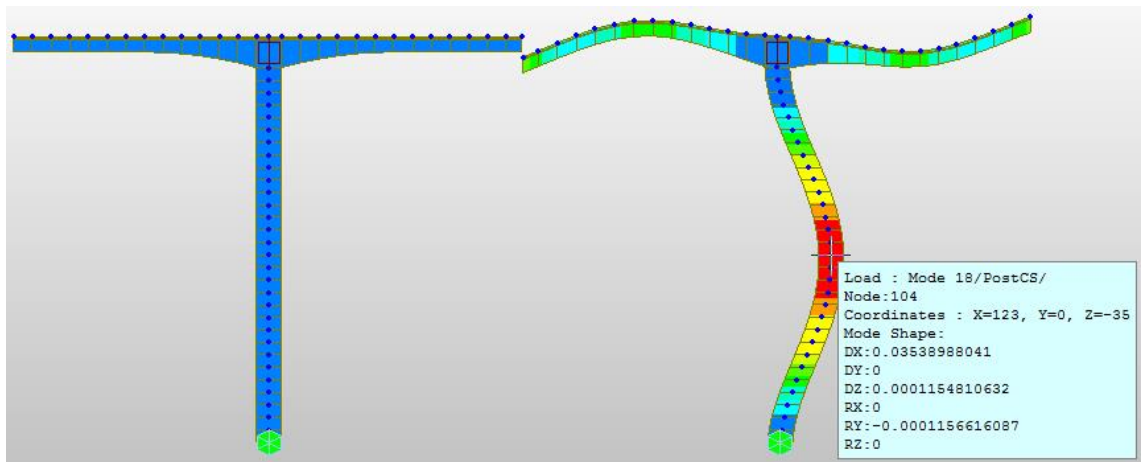 Load : Mode 18/PostCS/
Node:104
Coordinates : X=123, Y=0, Z=-35
Mode Shape:
DX:0.03538988041
DY:0
DZ:0.0001154810632
RX:0
RY:-0.0001156616087
RZ:0